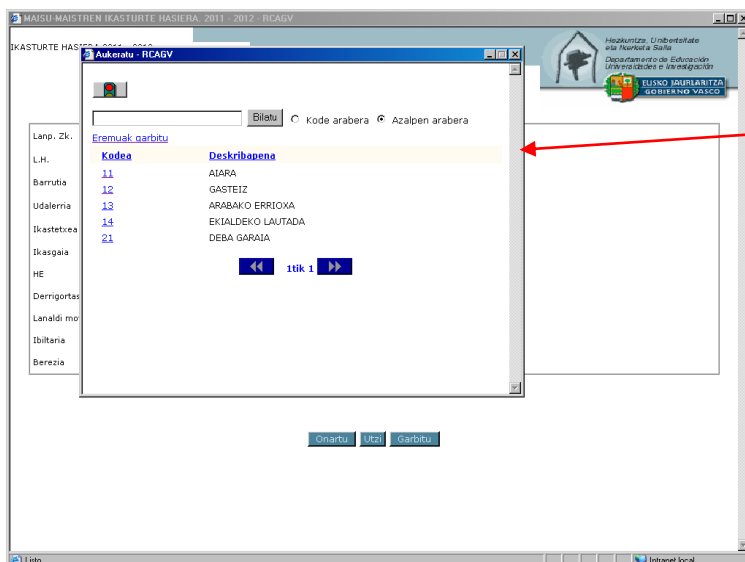 MAISU-MAISTREN IKASTURTE HASIERA. 2011 - 2012 - RCAGV
Hezkuntza, Unibertsitate
eta Ikerketa Saila
Departamento de Educación
Universidades e Investigación
EUSKO JAURLARITZA
GOBIERNO VASCO
Aukeratu - RCAGV
Bilatu Kode arabera Azalpen arabera
Eremuak garbitu
Kodea Deskribapena
11 AIARA
12 GASTEIZ
13 ARABAKO ERRIOXA
14 EKIALDEKO LAUTADA
21 DEBA GARAIA
1tik 1
Lanp. Zk.
L.H.
Barrutia
Udalerria
Ikastetxea
Ikasgaia
HE
Derrigortas
Lanaldi mo
Ibiltaria
Berezia
Onartu Utzi Garbitu
Listo Intranet local